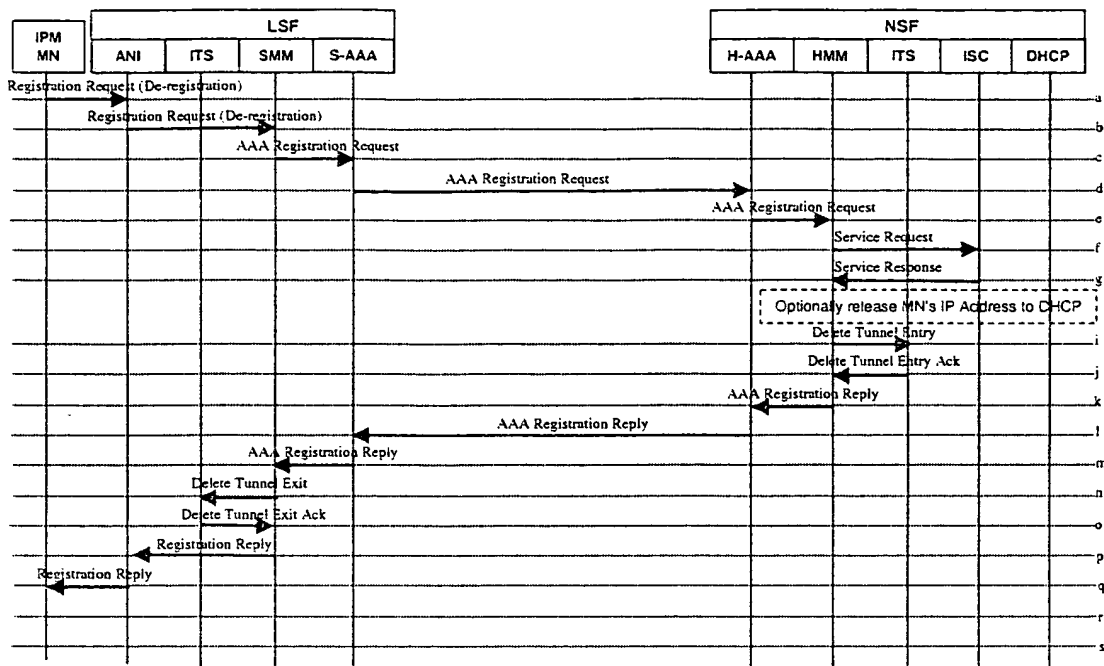 IPM
MN
LSF
ANI ITS SMM S-AAA
NSF
H-AAA HMM ITS ISC DHCP
Registration Request (De-registration)
a
Registration Request (De-registration)
b
AAA Registration Request
c
AAA Registration Request
d
AAA Registration Request
e
Service Request
f
Service Response
g
Optionally release MN's IP Address to DHCP
Delete Tunnel Entry
i
Delete Tunnel Entry Ack
j
AAA Registration Reply
k
AAA Registration Reply
l
AAA Registration Reply
m
Delete Tunnel Exit
n
Delete Tunnel Exit Ack
o
Registration Reply
p
Registration Reply
q
r
s